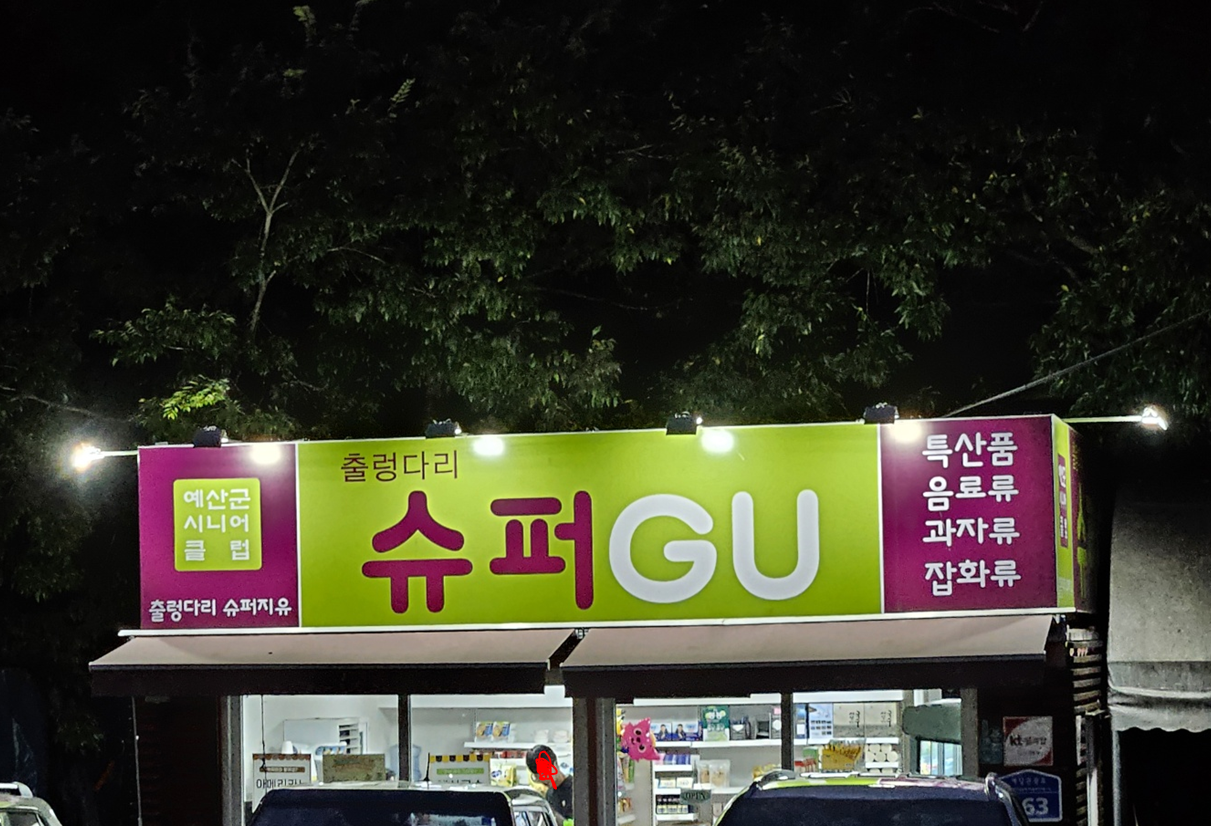 예산군
시니어
클 럽
출렁다리 슈퍼지유
출렁다리
슈퍼GU
특산품
음료류
과자류
잡화류
kt
63